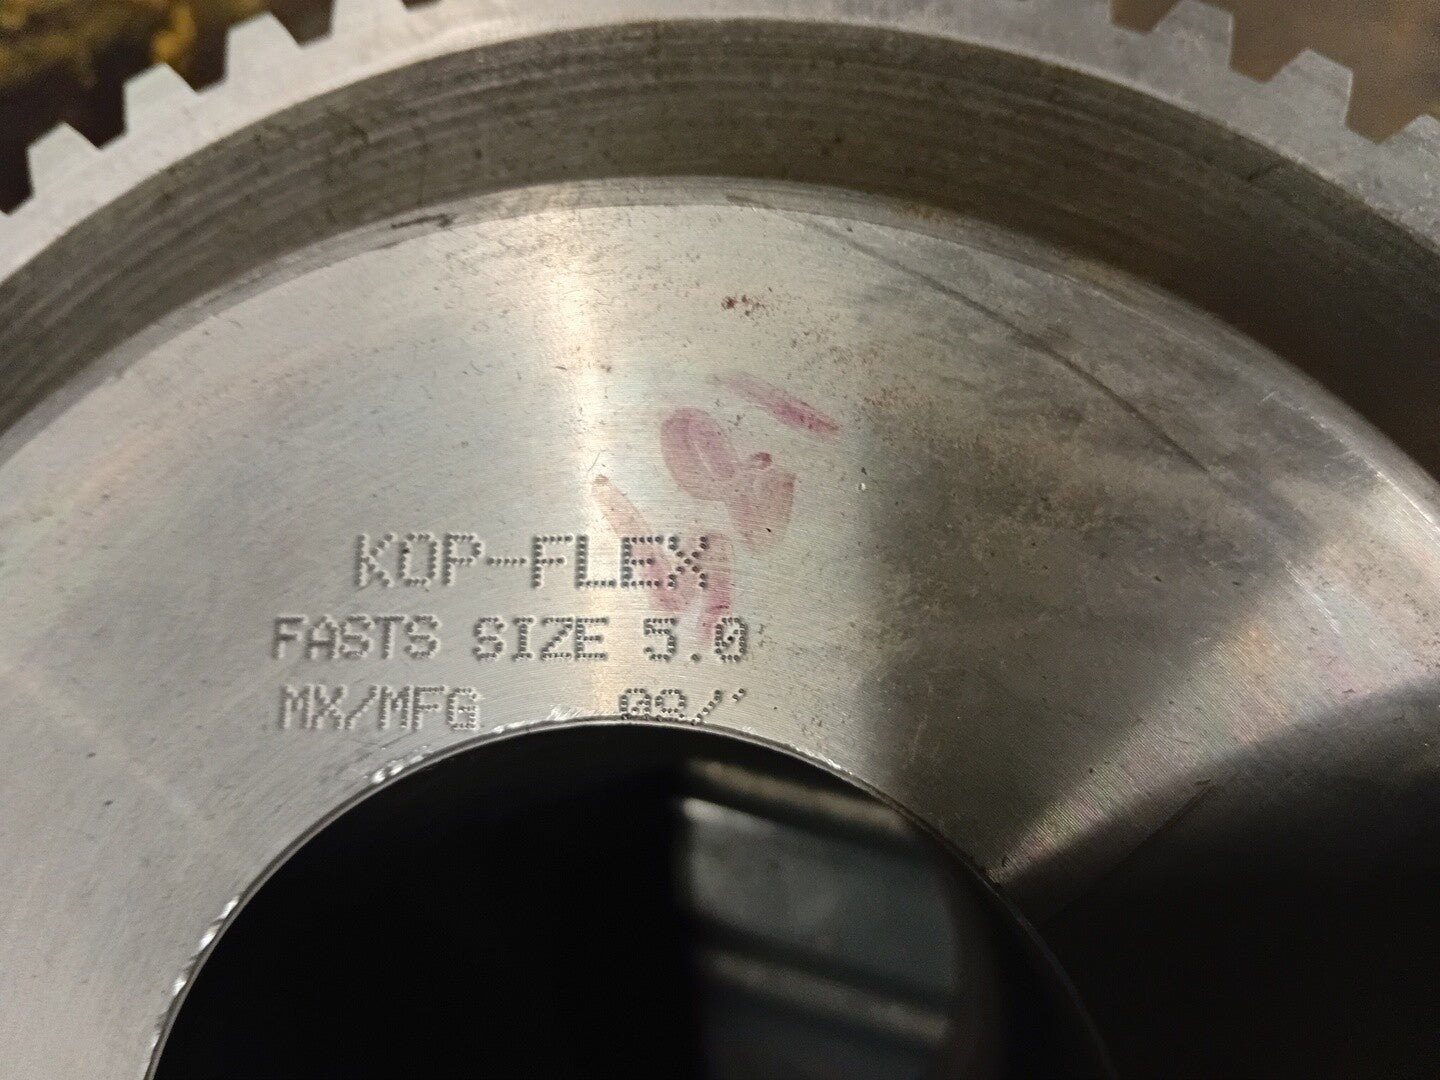 KOP-FLEX
FASTS SIZE 5.0
MX/MFG